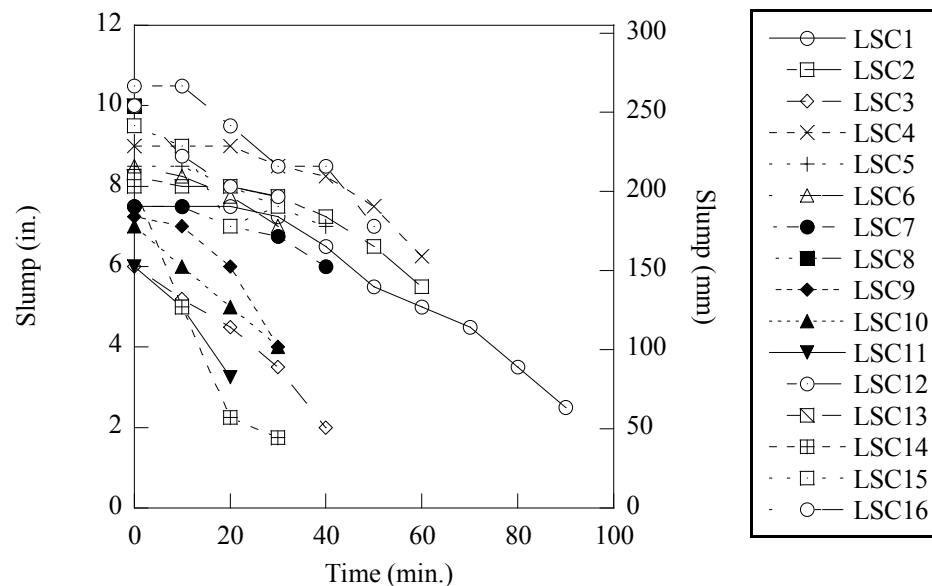 12
10
8
6
4
2
0
Slump (in.)
300
250
200
150
100
50
0
Slump (mm)
0 20 40 60 80 100
Time (min.)
LSC1
LSC2
LSC3
LSC4
LSC5
LSC6
LSC7
LSC8
LSC9
LSC10
LSC11
LSC12
LSC13
LSC14
LSC15
LSC16